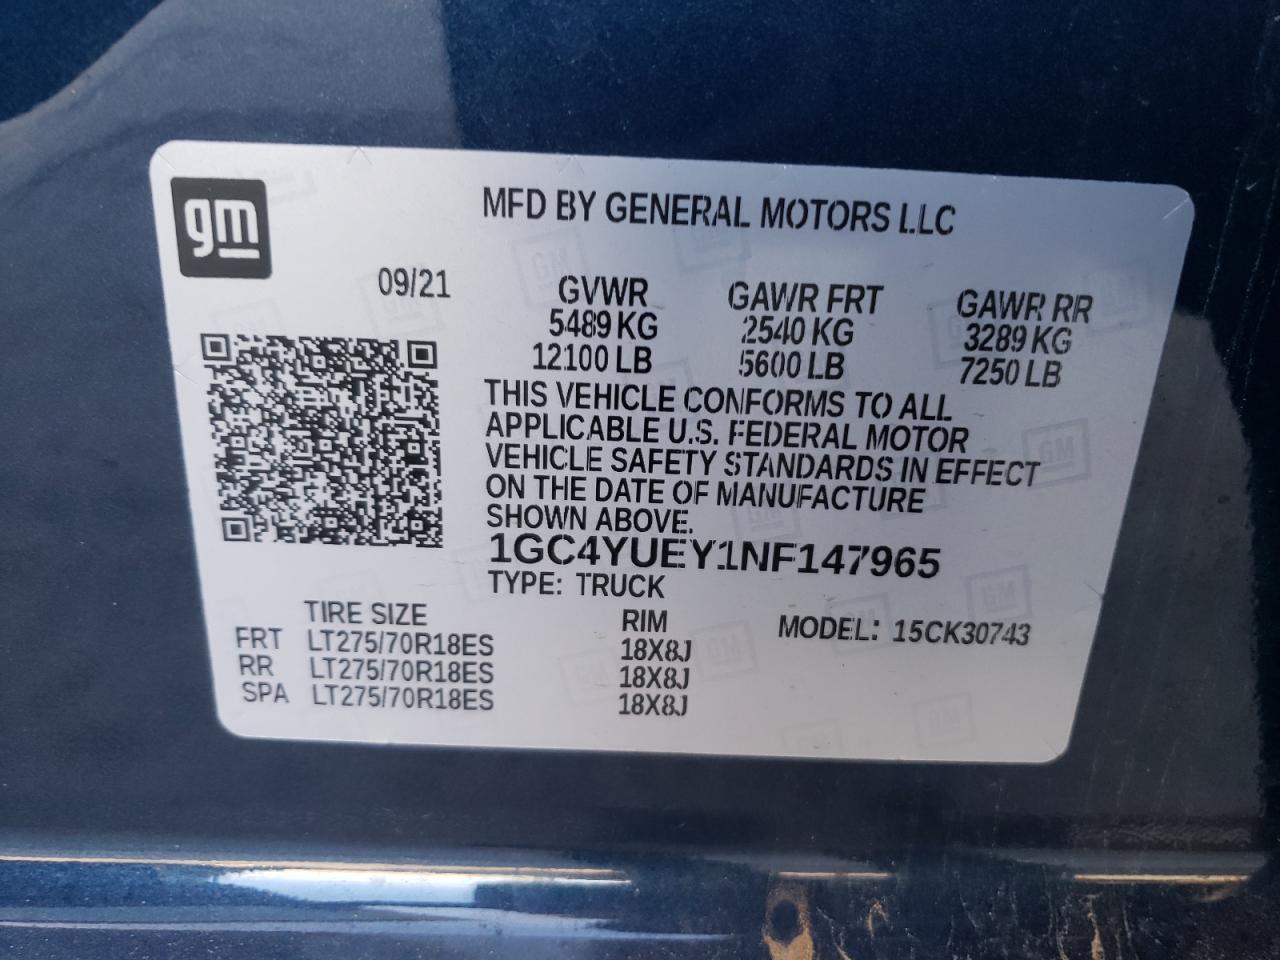 gm
MFD BY GENERAL MOTORS LLC
09/21
GVWR GAWR FRT GAWR RR
5489 KG 2540 KG 3289 KG
12100 LB 5600 LB 7250 LB
THIS VEHICLE CONFORMS TO ALL
APPLICABLE U.S. FEDERAL MOTOR
VEHICLE SAFETY STANDARDS IN EFFECT
ON THE DATE OF MANUFACTURE
SHOWN ABOVE.
1GC4YUEY1NF147965
TYPE: TRUCK
TIRE SIZE RIM MODEL: 15CK30743
FRT LT275/70R18ES 18X8J
RR LT275/70R18ES 18X8J
SPA LT275/70R18ES 18X8J